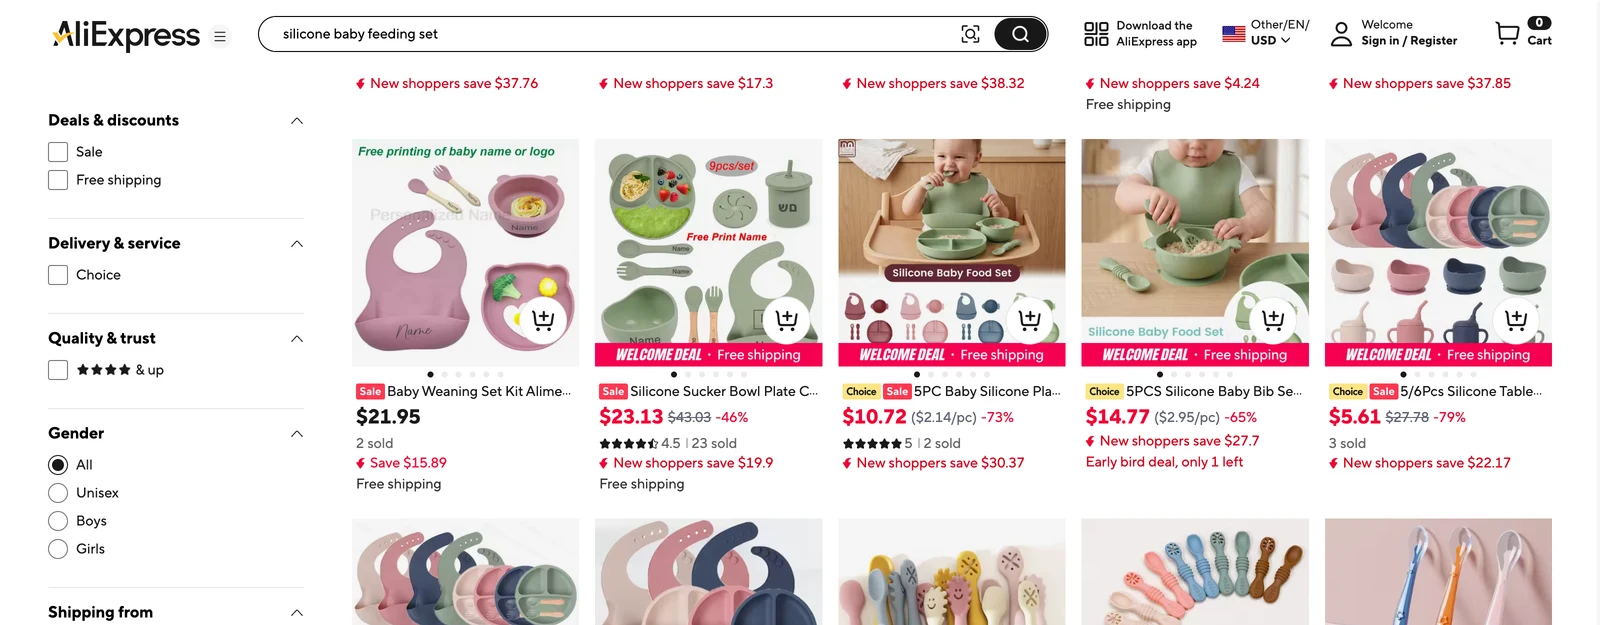 AliExpress
silicone baby feeding set
Download the
AliExpress app
Other/EN/
USD
Welcome
Sign in / Register
0
Cart
New shoppers save $37.76
New shoppers save $17.3
New shoppers save $38.32
New shoppers save $4.24
Free shipping
New shoppers save $37.85
Deals & discounts
Sale
Free shipping
Delivery & service
Choice
Quality & trust
& up
Gender
All
Unisex
Boys
Girls
Shipping from
Free printing of baby name or logo
Personalized Nam
Name
Name
Sale Baby Weaning Set Kit Alime...
$21.95
2 sold
Save $15.89
Free shipping
9pcs/set
שם
Free Print Name
Name
Name
Name
WELCOME DEAL · Free shipping
Sale Silicone Sucker Bowl Plate C...
$23.13 $43.03 -46%
4.5 | 23 sold
New shoppers save $19.9
Free shipping
Silicone Baby Food Set
WELCOME DEAL · Free shipping
Choice Sale 5PC Baby Silicone Pla...
$10.72 ($2.14/pc) -73%
5 | 2 sold
New shoppers save $30.37
Silicone Baby Food Set
WELCOME DEAL · Free shipping
Choice 5PCS Silicone Baby Bib Se...
$14.77 ($2.95/pc) -65%
New shoppers save $27.7
Early bird deal, only 1 left
WELCOME DEAL · Free shipping
Choice Sale 5/6Pcs Silicone Table...
$5.61 $27.78 -79%
3 sold
New shoppers save $22.17